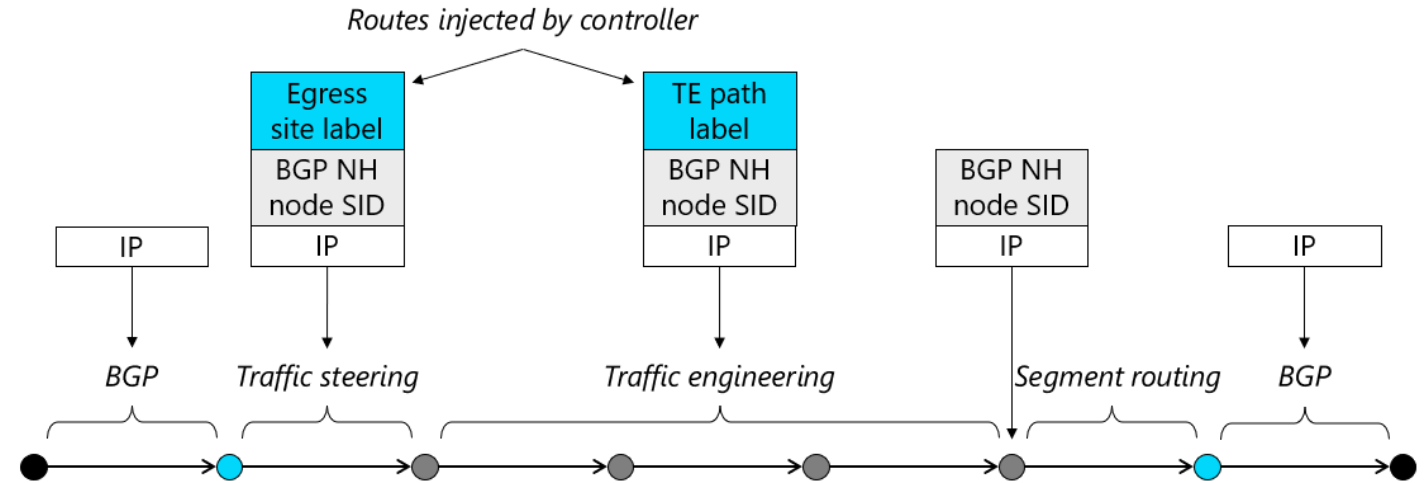 Routes injected by controller
Egress
site label
TE path
label
BGP NH
node SID
BGP NH
node SID
BGP NH
node SID
IP
IP
IP
IP
IP
BGP
Traffic steering
Traffic engineering
Segment routing
BGP